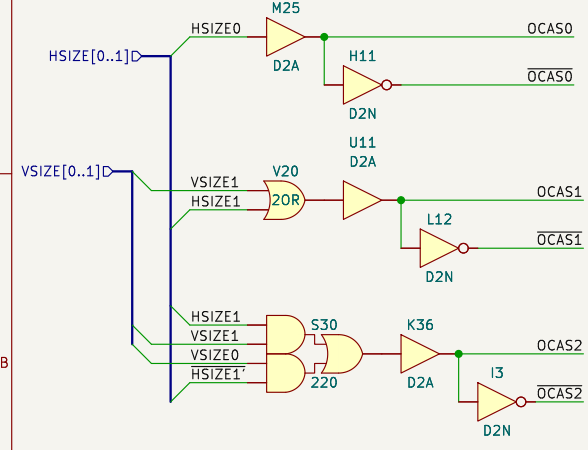 M25
HSIZE0
OCAS0
HSIZE[0..1]
D2A
H11
OCAS0
D2N
U11
D2A
VSIZE[0..1]
V20
VSIZE1
OCAS1
2OR
HSIZE1
L12
OCAS1
D2N
HSIZE1
S30
K36
VSIZE1
OCAS2
VSIZE0
B
HSIZE1'
220
D2A
I3
OCAS2
D2N